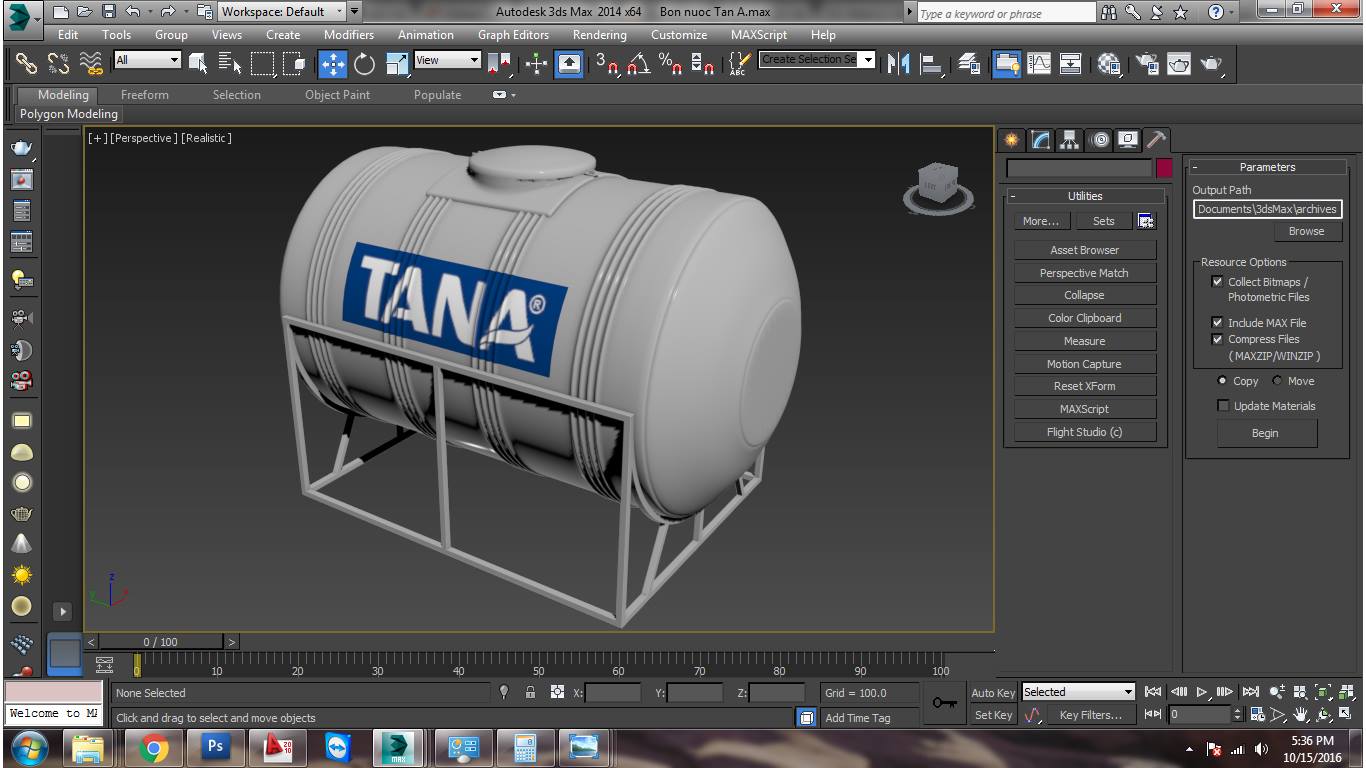 Workspace: Default
Autodesk 3ds Max 2014 x64 Bon nuoc Tan A.max
Type a keyword or phrase
Edit Tools Group Views Create Modifiers Animation Graph Editors Rendering Customize MAXScript Help
All
View
3
ABC
Create Selection Se
Modeling Freeform Selection Object Paint Populate
Polygon Modeling
[+] [Perspective] [Realistic]
TANA®
z
y
x
Utilities
More... Sets
Asset Browser
Perspective Match
Collapse
Color Clipboard
Measure
Motion Capture
Reset XForm
MAXScript
Flight Studio (c)
Parameters
Output Path
Documents\3dsMax\archives
Browse
Resource Options
Collect Bitmaps /
Photometric Files
Include MAX File
Compress Files
( MAXZIP/WINZIP )
Copy Move
Update Materials
Begin
< 0 / 100 >
0 10 20 30 40 50 60 70 80 90 100
None Selected
X: Y: Z: Grid = 100.0
Auto Key Selected
Welcome to MA
Click and drag to select and move objects
Add Time Tag
Set Key Key Filters... 0
Ps
MAX
5:36 PM
10/15/2016